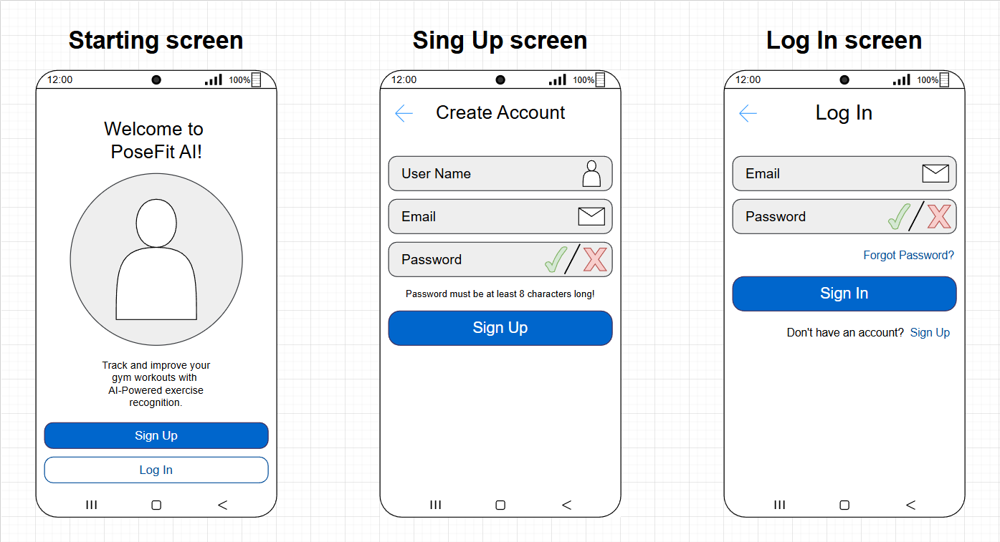 Starting screen
12:00
100%
Welcome to
PoseFit AI!
Track and improve your
gym workouts with
AI-Powered exercise
recognition.
Sign Up
Log In
Sing Up screen
12:00
100%
Create Account
User Name
Email
Password
Password must be at least 8 characters long!
Sign Up
Log In screen
12:00
100%
Log In
Email
Password
Forgot Password?
Sign In
Don't have an account? Sign Up